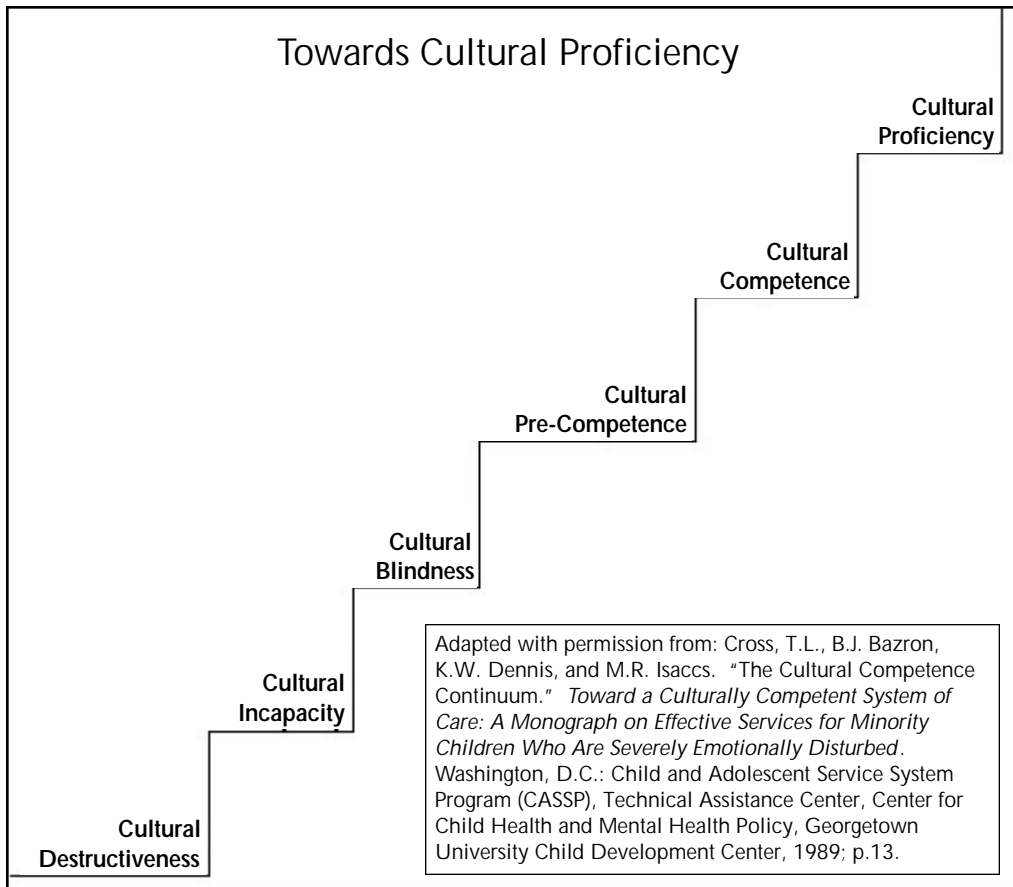 Towards Cultural Proficiency
Cultural
Proficiency
Cultural
Competence
Cultural
Pre-Competence
Cultural
Blindness
Cultural
Incapacity
Cultural
Destructiveness
Adapted with permission from: Cross, T.L., B.J. Bazron,
K.W. Dennis, and M.R. Isaccs. "The Cultural Competence
Continuum." Toward a Culturally Competent System of
Care: A Monograph on Effective Services for Minority
Children Who Are Severely Emotionally Disturbed.
Washington, D.C.: Child and Adolescent Service System
Program (CASSP), Technical Assistance Center, Center for
Child Health and Mental Health Policy, Georgetown
University Child Development Center, 1989; p.13.